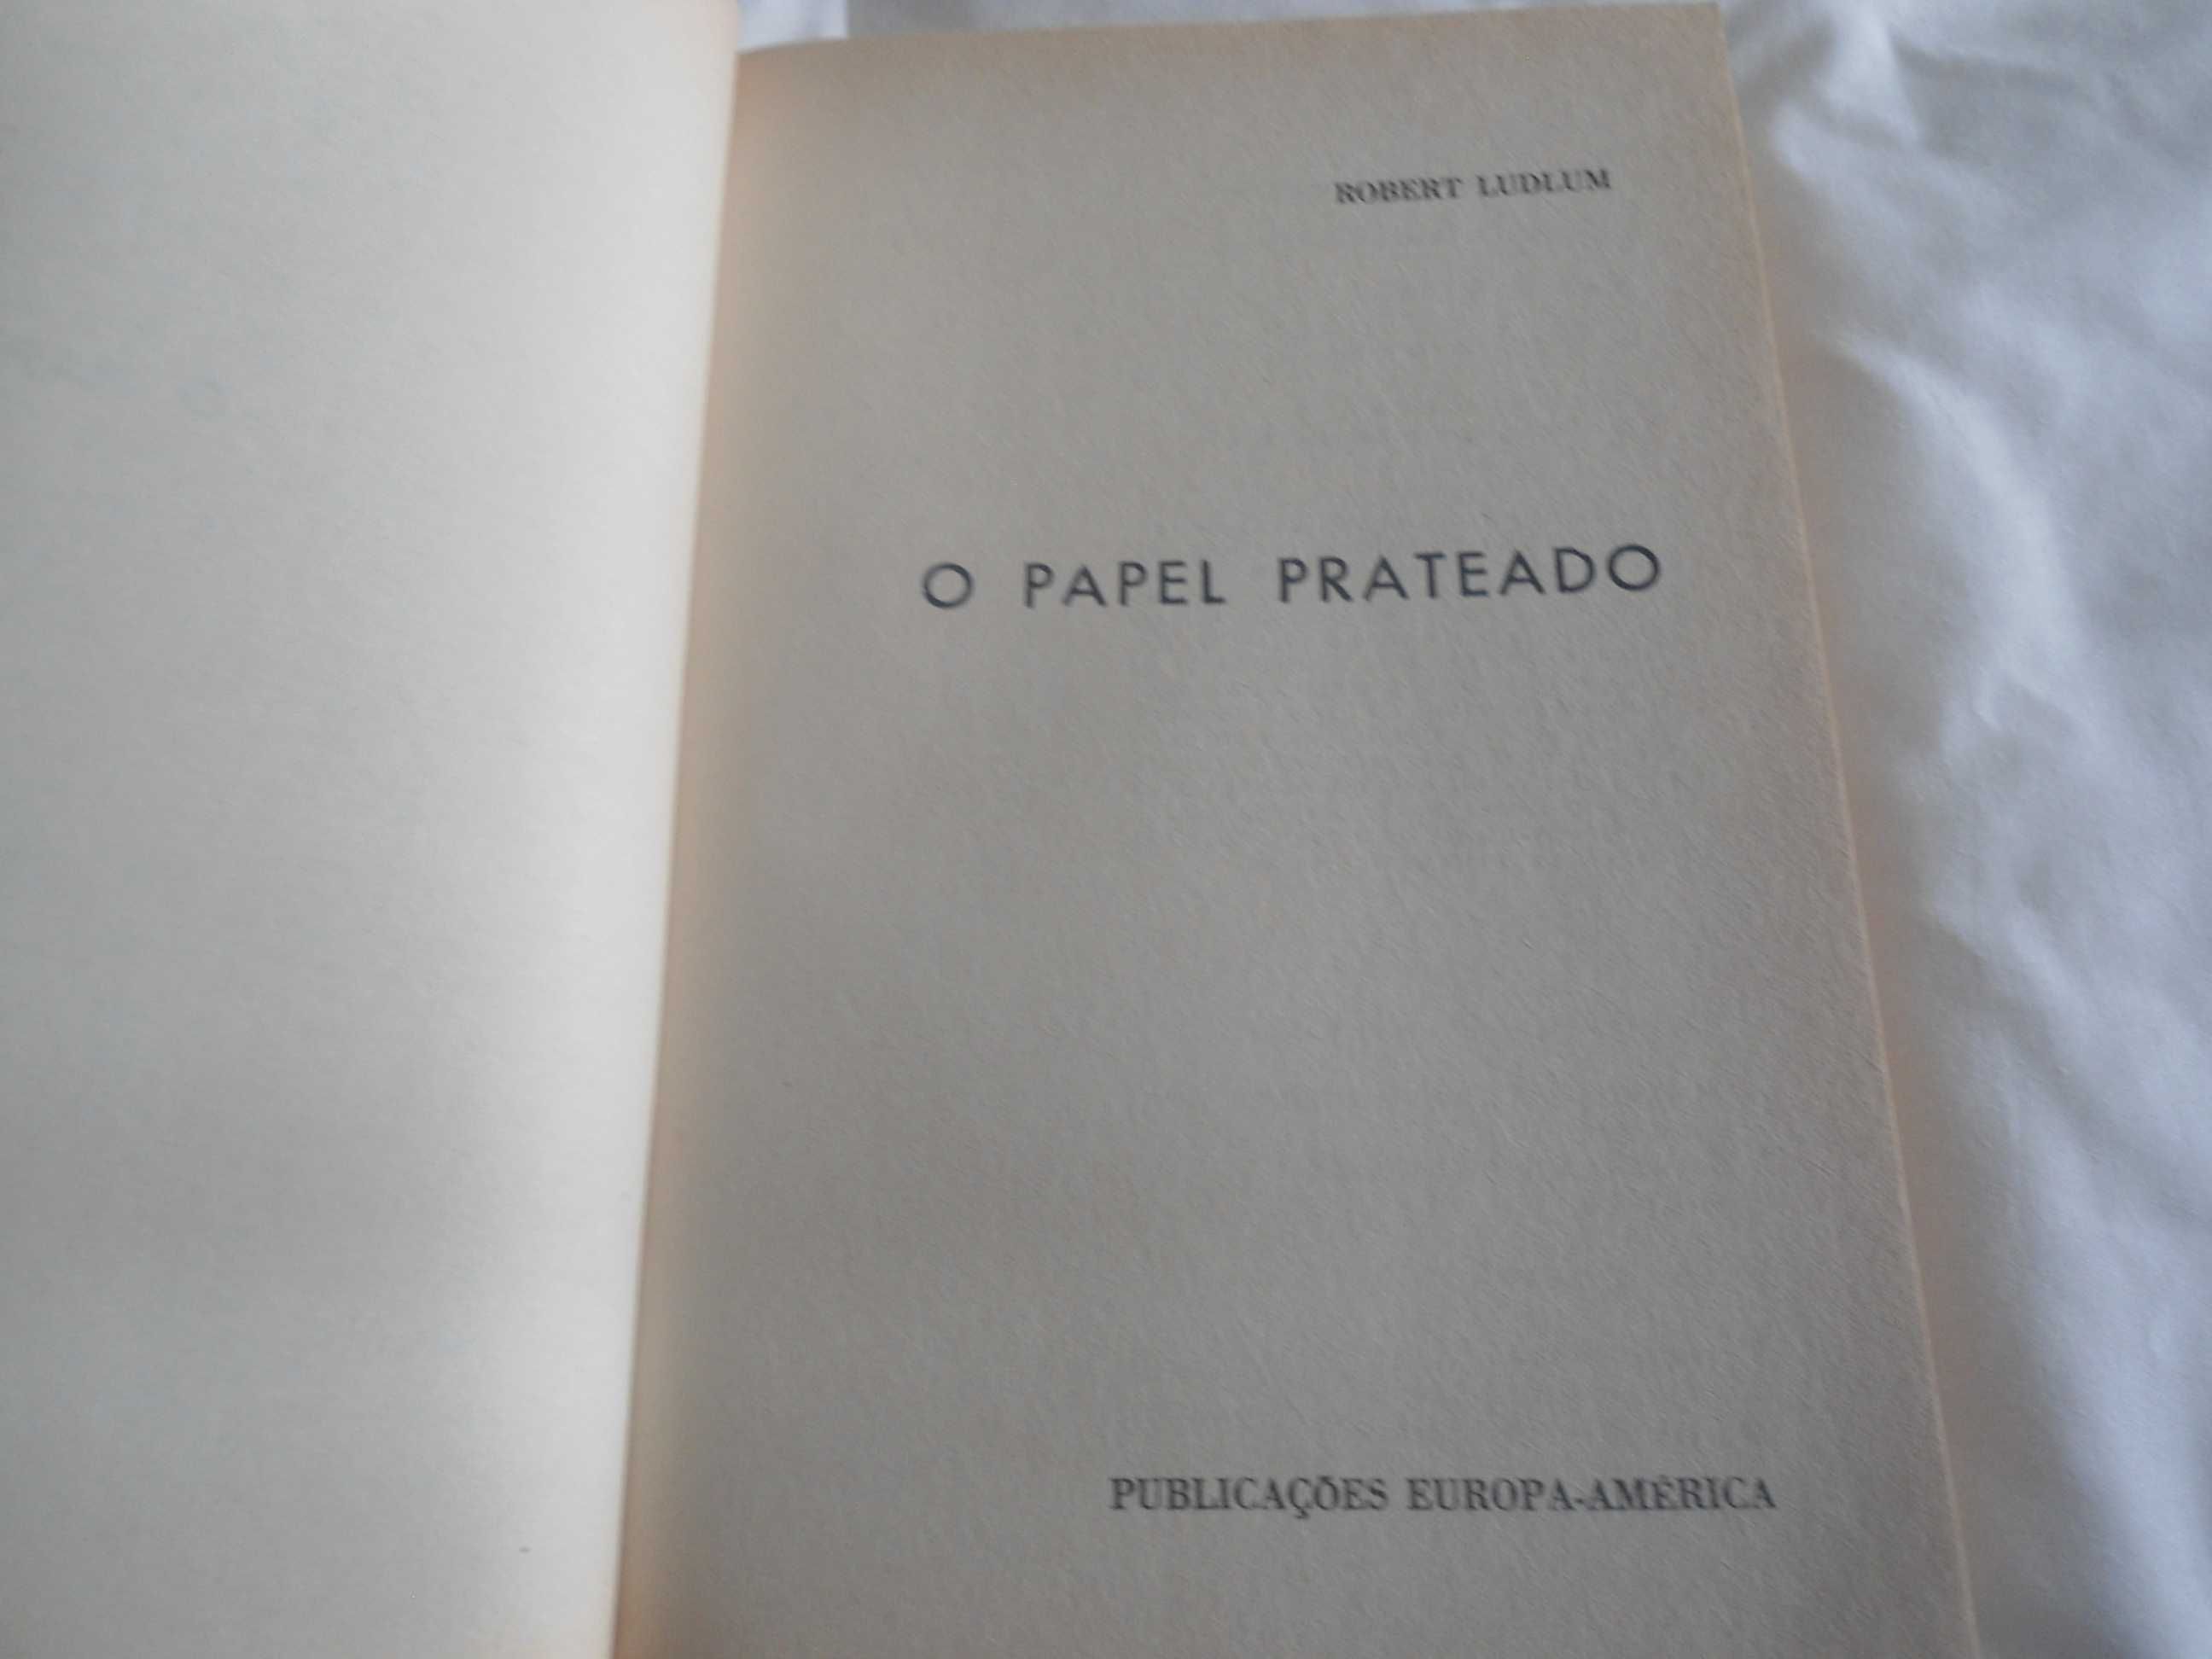 ROBERT LUDLUM
O PAPEL PRATEADO
PUBLICAÇÕES EUROPA-AMÉRICA